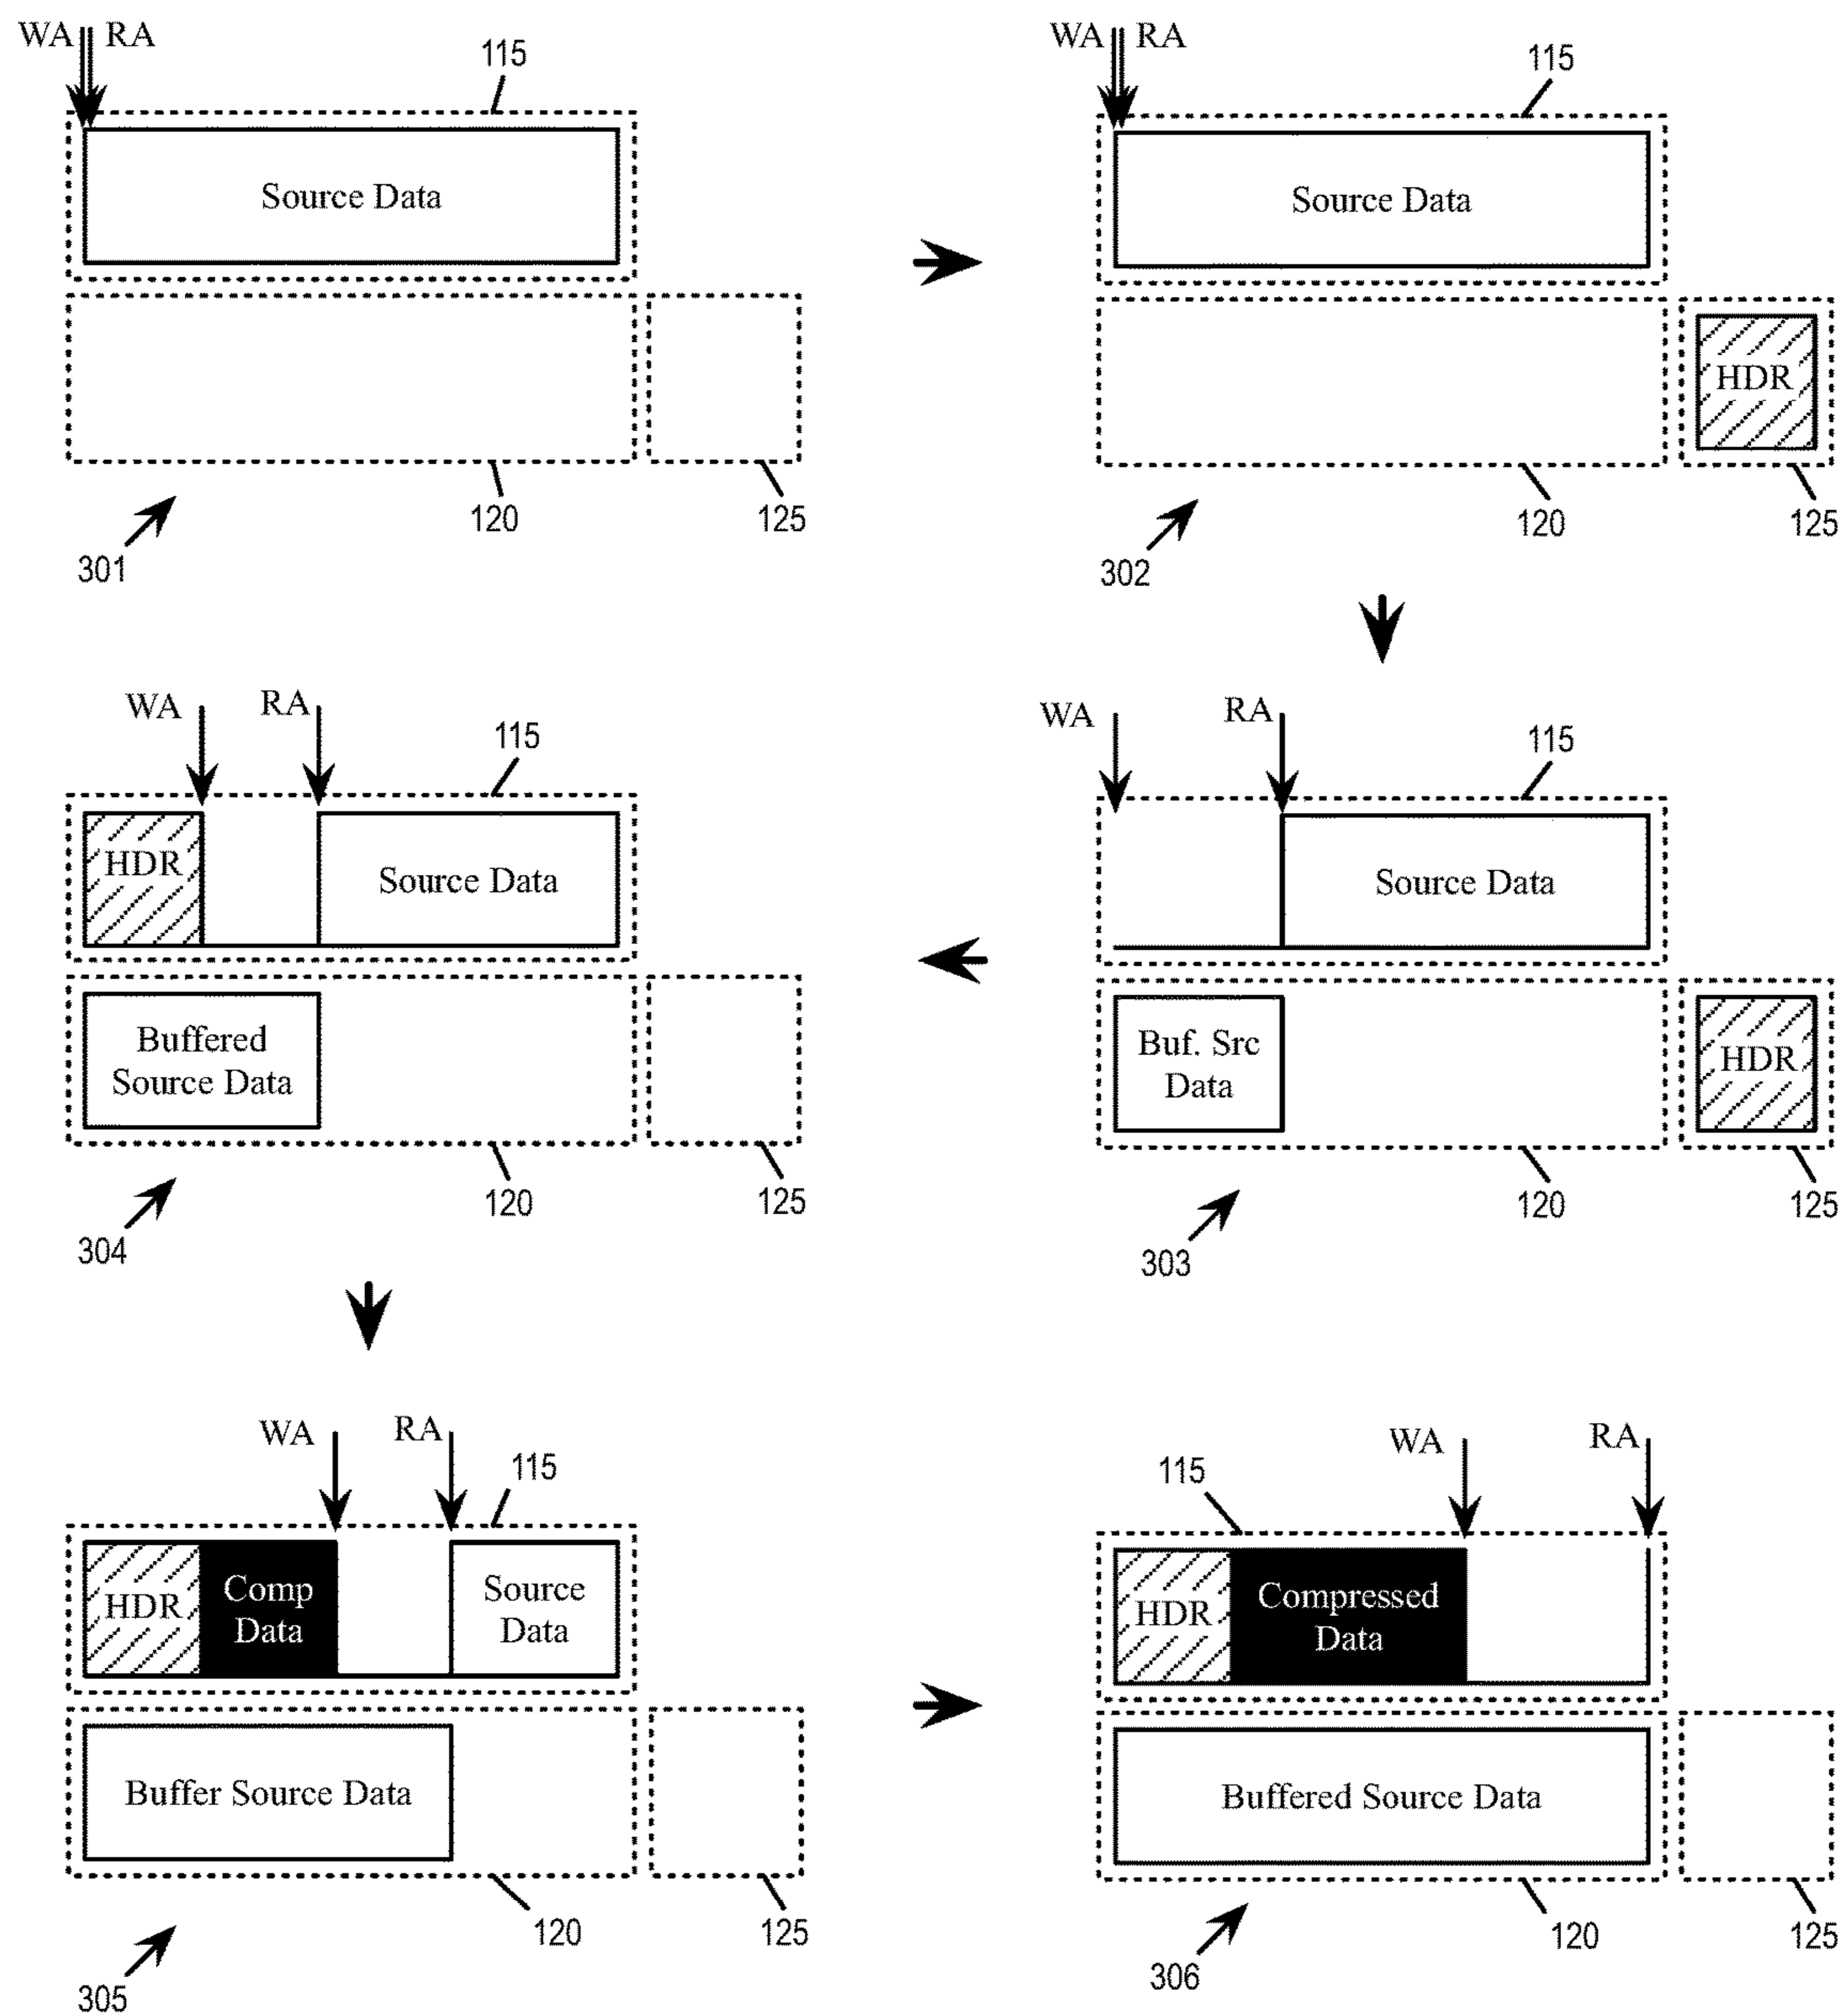 WA RA
115
Source Data
120
125
301
WA RA
115
Source Data
HDR
120
125
302
WA
RA
115
HDR
Source Data
Buffered
Source Data
120
125
304
WA
RA
115
Source Data
Buf. Src
Data
HDR
120
125
303
WA
RA
115
HDR
Comp
Data
Source
Data
Buffer Source Data
120
125
305
WA
RA
115
HDR
Compressed
Data
Buffered Source Data
120
125
306